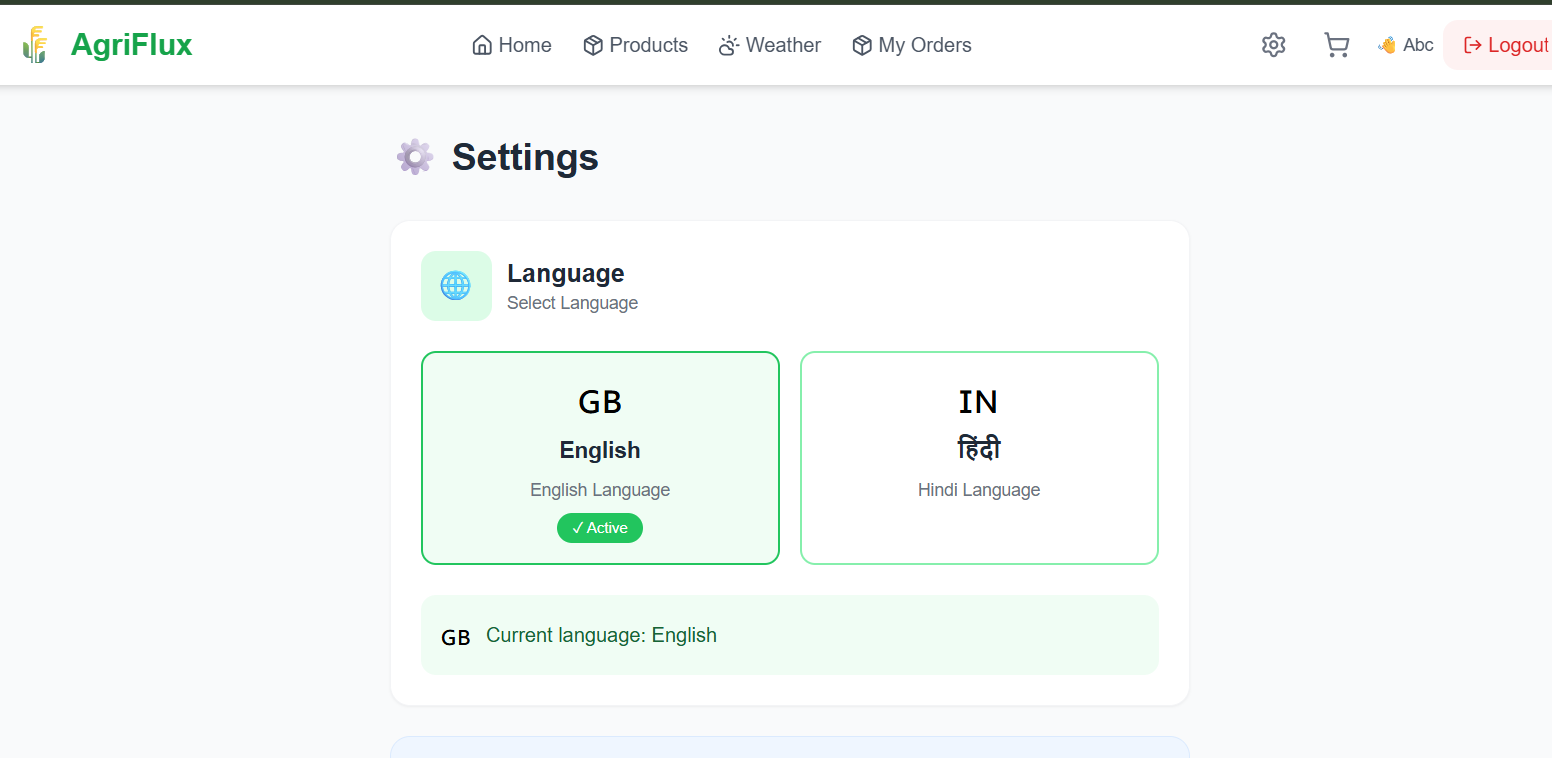 AgriFlux
Home Products Weather My Orders
Abc Logout
Settings
Language
Select Language
GB
English
English Language
✓ Active
IN
हिंदी
Hindi Language
GB Current language: English